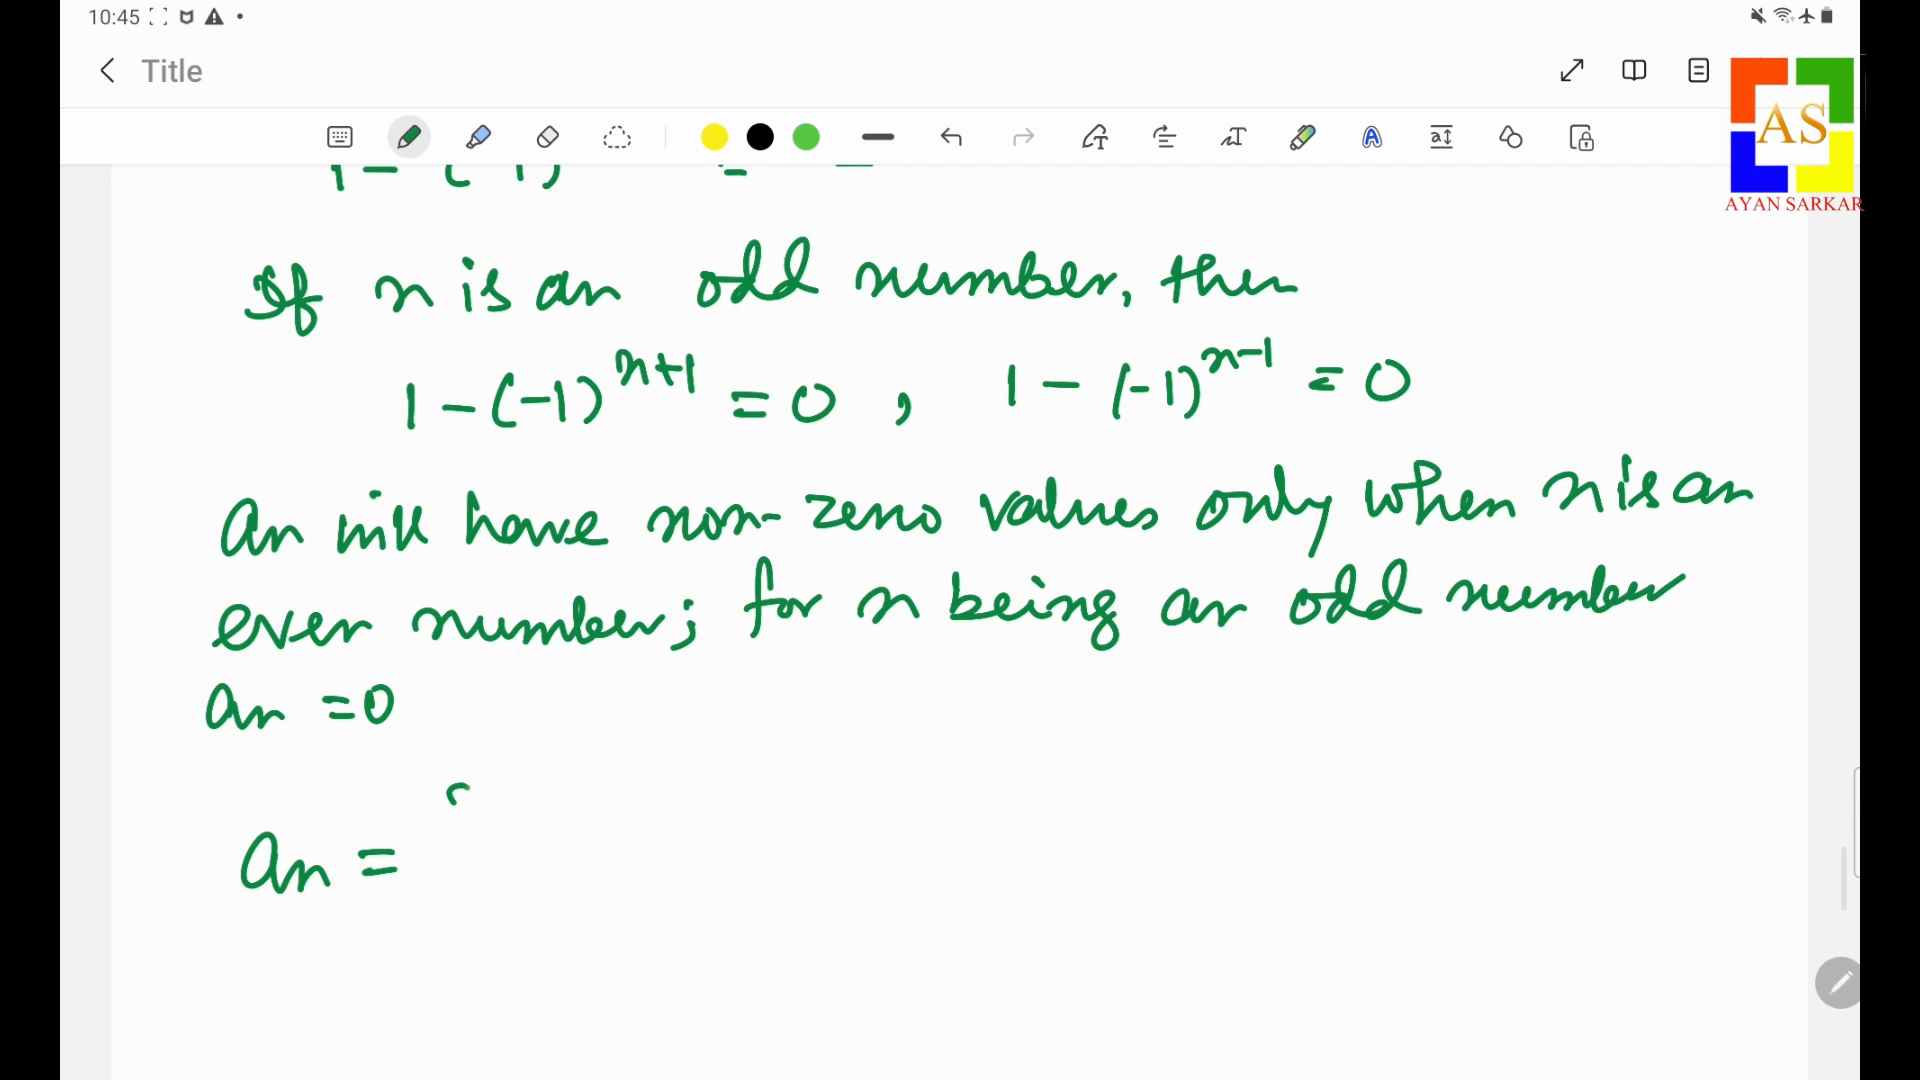 10:45
Title
AS
AYAN SARKAR
1 - (-1)
If n is an odd number, then
1 - (-1)^{n+1} = 0 , 1 - (-1)^{n-1} = 0
an will have non-zero values only when n is an
even number; for n being an odd number
an = 0
an =